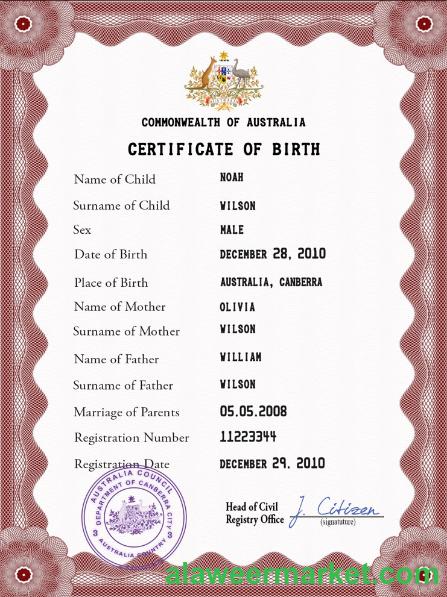 AUSTRALIA
COMMONWEALTH OF AUSTRALIA
CERTIFICATE OF BIRTH
Name of Child NOAH
Surname of Child WILSON
Sex MALE
Date of Birth DECEMBER 28, 2010
Place of Birth AUSTRALIA, CANBERRA
Name of Mother OLIVIA
Surname of Mother WILSON
Name of Father WILLIAM
Surname of Father WILSON
Marriage of Parents 05.05.2008
Registration Number 11223344
Registration Date DECEMBER 29. 2010
AUSTRALIA COUNCIL
DEPARTMENT OF CANBERRA CITY
AUSTRALIA COUNTRY
Head of Civil
Registry Office J. Citizen
(signatuture)
alaweermarket.com